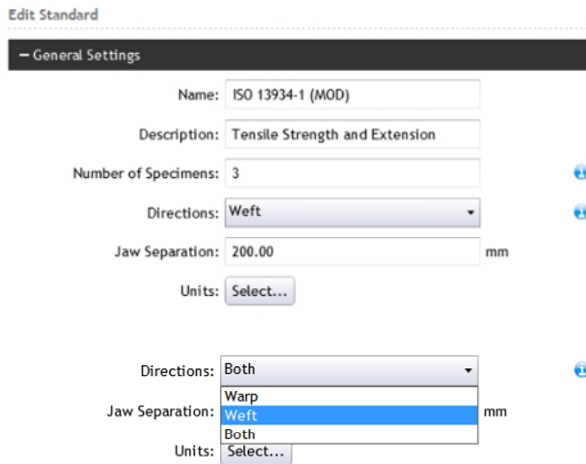 Edit Standard
– General Settings
Name: ISO 13934-1 (MOD)
Description: Tensile Strength and Extension
Number of Specimens: 3
Directions: Weft
Jaw Separation: 200.00 mm
Units: Select...
Directions: Both
Warp
Jaw Separation: Weft mm
Both
Units: Select...